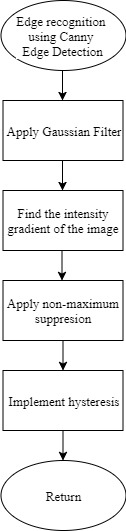 Edge recognition
using Canny
Edge Detection
Apply Gaussian Filter
Find the intensity
gradient of the image
Apply non-maximum
suppresion
Implement hysteresis
Return